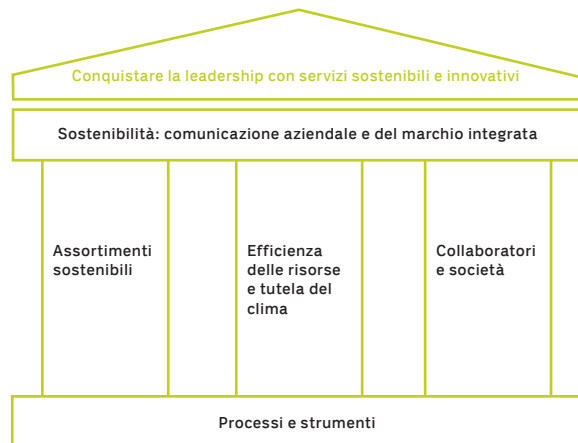 Conquistare la leadership con servizi sostenibili e innovativi
Sostenibilità: comunicazione aziendale e del marchio integrata
Assortimenti
sostenibili
Efficienza
delle risorse
e tutela del
clima
Collaboratori
e società
Processi e strumenti